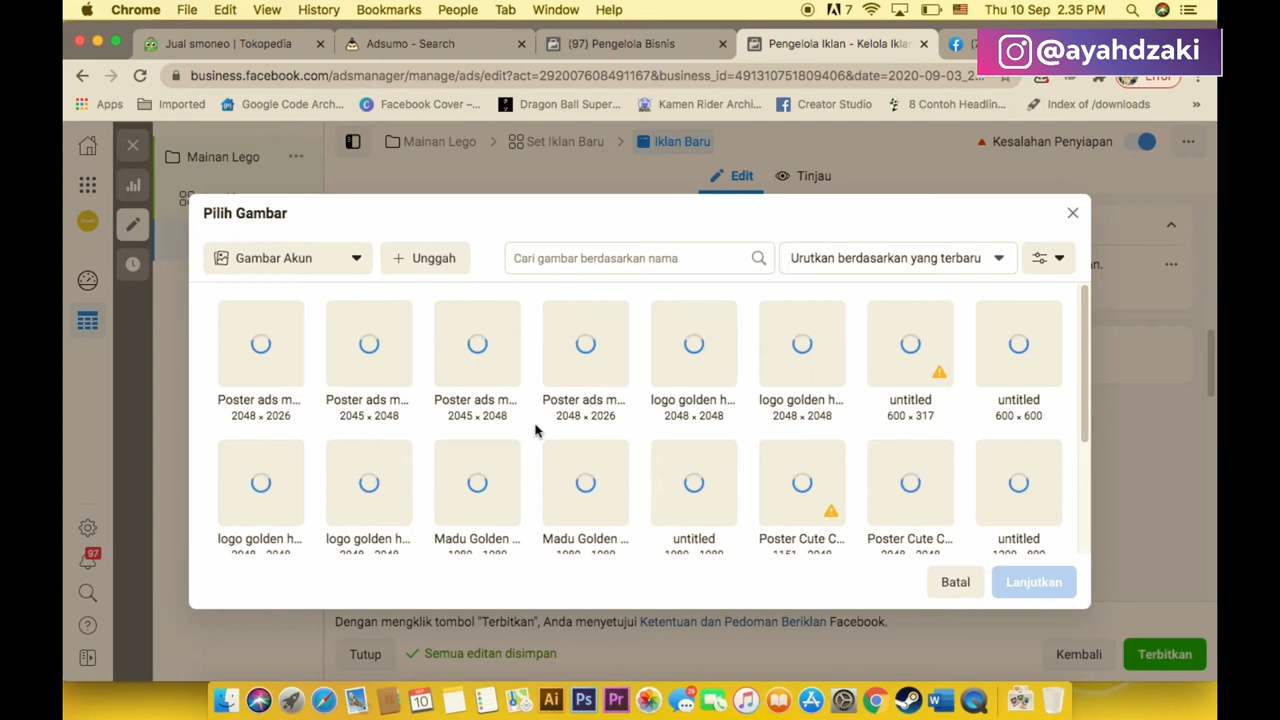 Chrome File Edit View History Bookmarks People Tab Window Help
7
Thu 10 Sep 2.35 PM
Jual smoneo | Tokopedia
Adsumo - Search
(97) Pengelola Bisnis
Pengelola Iklan - Kelola Ikla
@ayahdzaki
business.facebook.com/adsmanager/manage/ads/edit?act=292007608491167&business_id=491310751809406&date=2020-09-03_2...
Error
Apps
Imported
Google Code Arch...
Facebook Cover –...
Dragon Ball Super...
Kamen Rider Archi...
Creator Studio
8 Contoh Headlin...
Index of /downloads
»
Mainan Lego
Mainan Lego > Set Iklan Baru > Iklan Baru
Kesalahan Penyiapan
Edit
Tinjau
Pilih Gambar
Gambar Akun
+ Unggah
Cari gambar berdasarkan nama
Urutkan berdasarkan yang terbaru
Poster ads m... Poster ads m... Poster ads m... Poster ads m... logo golden h... logo golden h... untitled untitled
2048 × 2026 2045 × 2048 2045 × 2048 2048 × 2026 2048 × 2048 2048 × 2048 600 × 317 600 × 600
logo golden h... logo golden h... Madu Golden ... Madu Golden ... untitled Poster Cute C... Poster Cute C... untitled
Batal
Lanjutkan
97
Dengan mengklik tombol "Terbitkan", Anda menyetujui Ketentuan dan Pedoman Beriklan Facebook.
Tutup
Semua editan disimpan
Kembali
Terbitkan